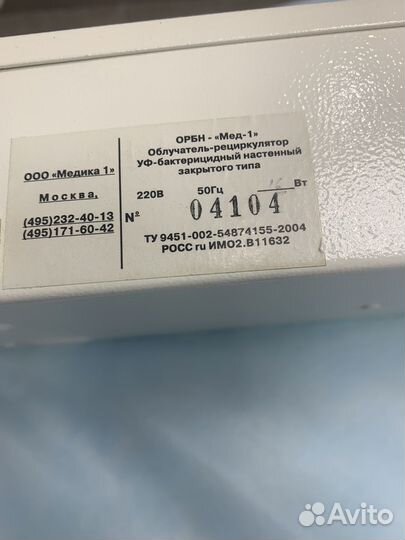 ООО «Медика 1»
Москва,
(495)232-40-13
(495)171-60-42
ОРБН - «Мед-1»
Облучатель-рециркулятор
УФ-бактерицидный настенный
закрытого типа
220В 50Гц Вт
№ 04104
ТУ 9451-002-54874155-2004
РОСС ru ИМО2.В11632
Avito